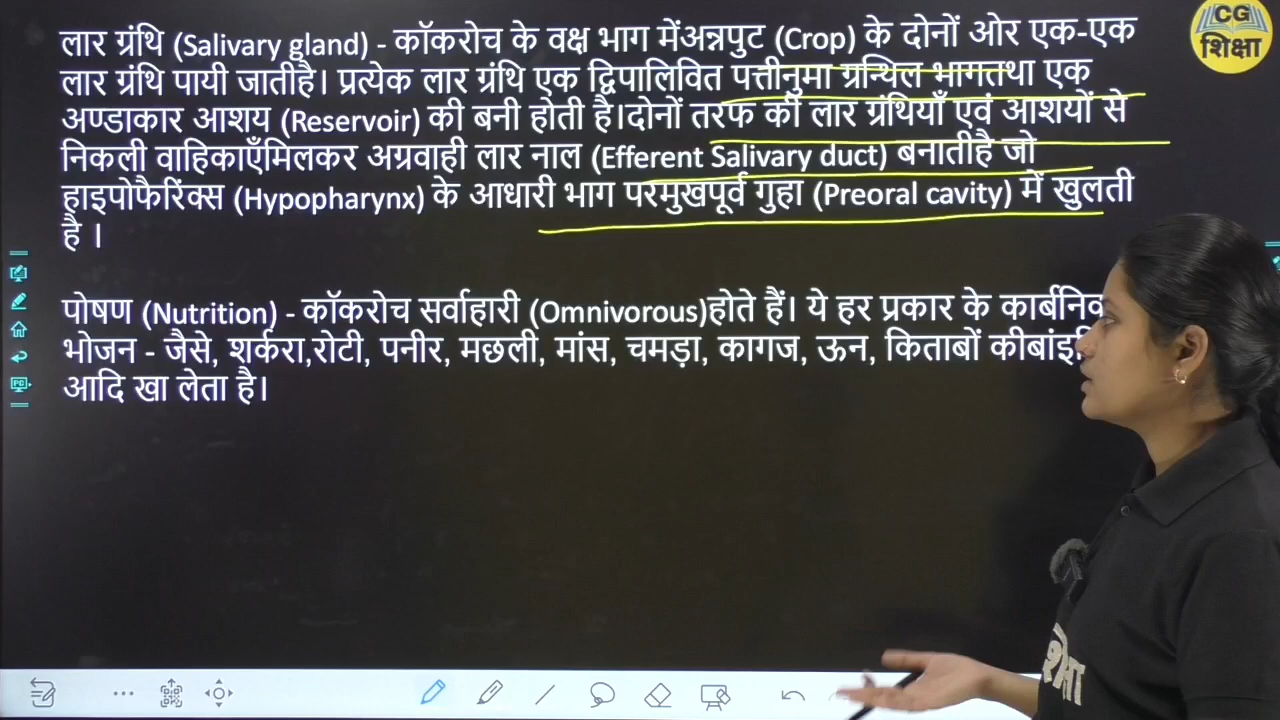 लार ग्रंथि (Salivary gland) - कॉकरोच के वक्ष भाग मेंअन्नपुट (Crop) के दोनों ओर एक-एक
लार ग्रंथि पायी जातीहै। प्रत्येक लार ग्रंथि एक द्विपालिवित पत्तीनुमा ग्रन्थिल भागतथा एक
अण्डाकार आशय (Reservoir) की बनी होती है।दोनों तरफ की लार ग्रंथियाँ एवं आशयों से
निकली वाहिकाएँमिलकर अग्रवाही लार नाल (Efferent Salivary duct) बनातीहै जो
हाइपोफैरिंक्स (Hypopharynx) के आधारी भाग परमुखपूर्व गुहा (Preoral cavity) में खुलती
है ।
पोषण (Nutrition) - कॉकरोच सर्वाहारी (Omnivorous)होते हैं। ये हर प्रकार के
भोजन - जैसे, शर्करा,रोटी, पनीर, मछली, मांस, चमड़ा, कागज, ऊन, किताबों
आदि खा लेता है।
CG
शिक्षा